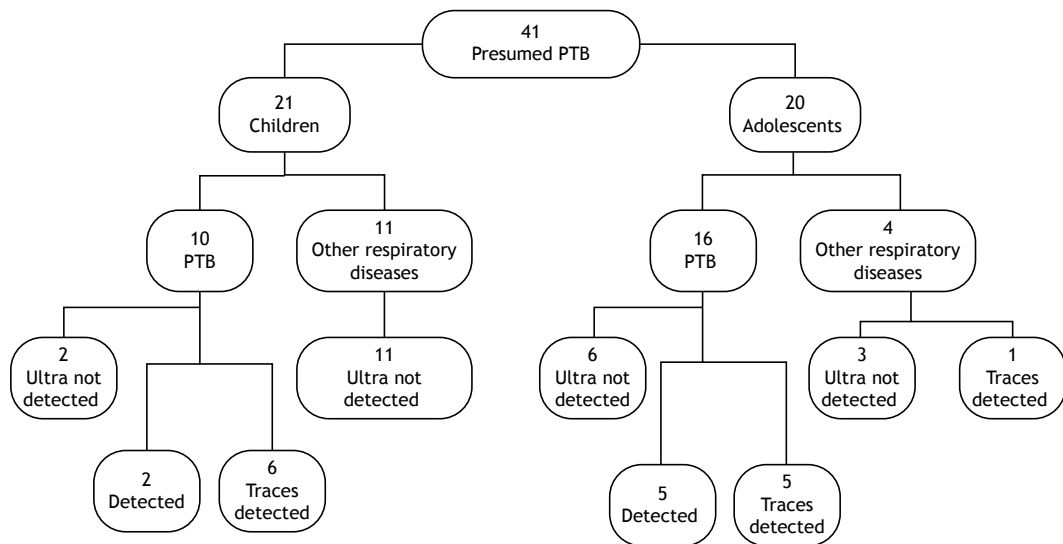 41
Presumed PTB
21
Children
20
Adolescents
10
PTB
11
Other respiratory
diseases
16
PTB
4
Other respiratory
diseases
2
Ultra not
detected
11
Ultra not
detected
6
Ultra not
detected
3
Ultra not
detected
1
Traces
detected
2
Detected
6
Traces
detected
5
Detected
5
Traces
detected